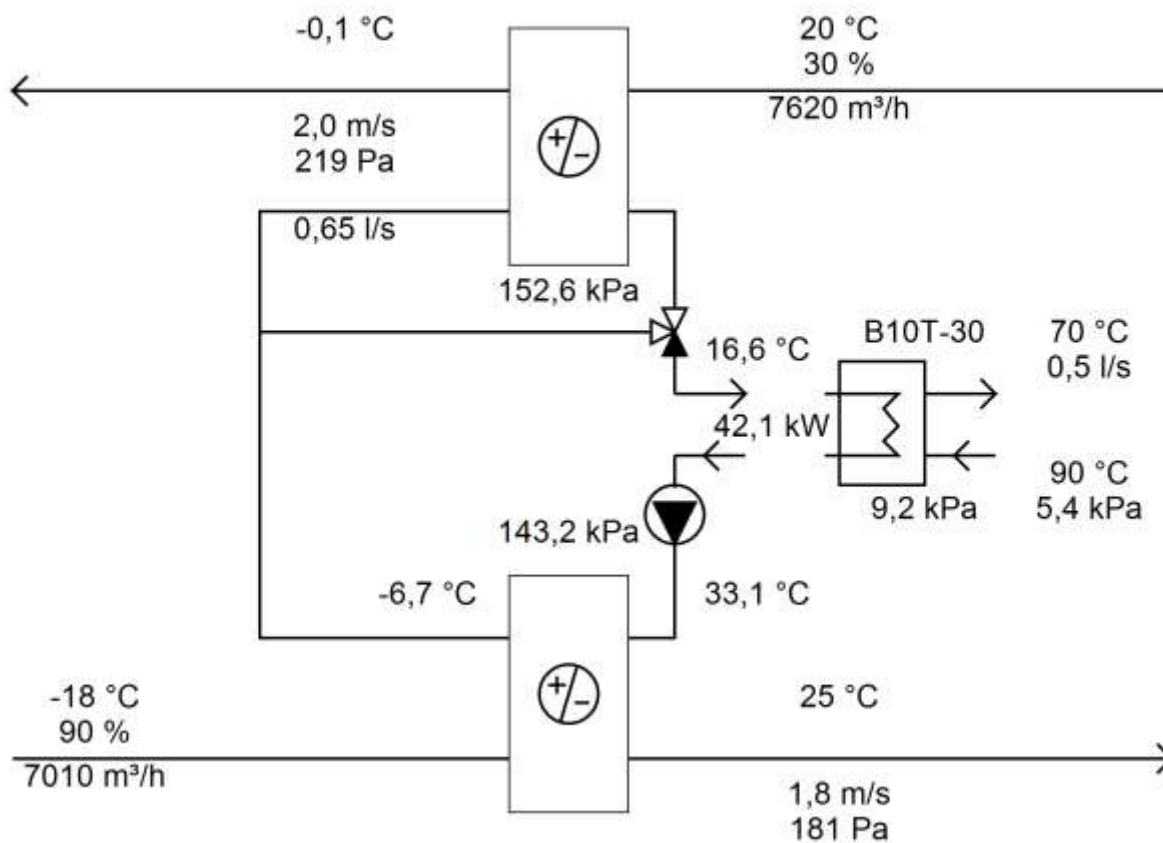 -0,1 °C
20 °C
30 %
7620 m³/h
2,0 m/s
219 Pa
0,65 l/s
152,6 kPa
16,6 °C
B10T-30
70 °C
0,5 l/s
42,1 kW
90 °C
9,2 kPa
5,4 kPa
143,2 kPa
-6,7 °C
33,1 °C
-18 °C
90 %
7010 m³/h
25 °C
1,8 m/s
181 Pa